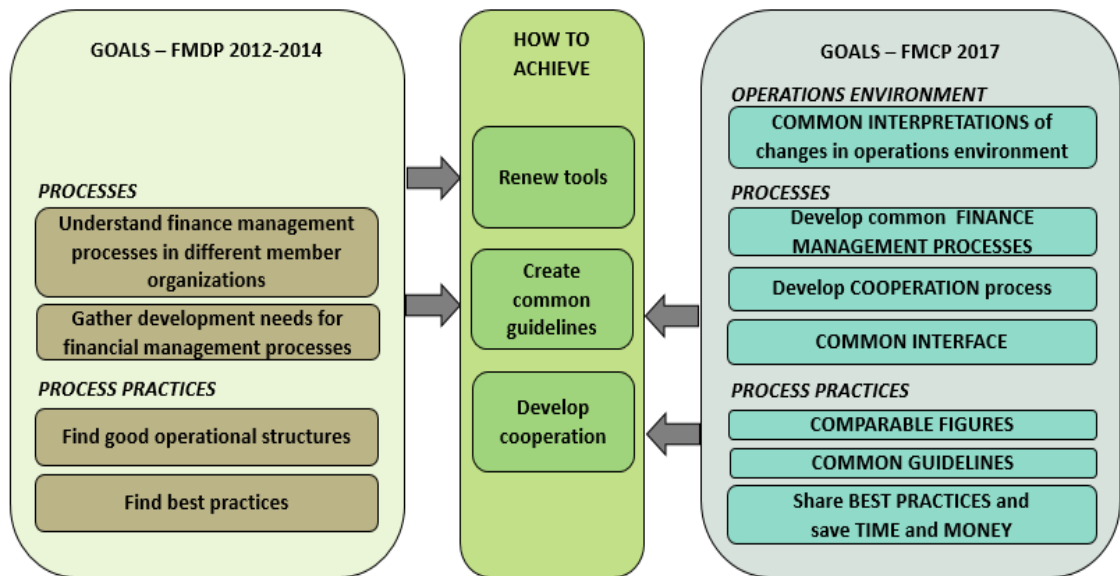 GOALS – FMDP 2012-2014
PROCESSES
Understand finance management
processes in different member
organizations
Gather development needs for
financial management processes
PROCESS PRACTICES
Find good operational structures
Find best practices
HOW TO
ACHIEVE
Renew tools
Create
common
guidelines
Develop
cooperation
GOALS – FMCP 2017
OPERATIONS ENVIRONMENT
COMMON INTERPRETATIONS of
changes in operations environment
PROCESSES
Develop common FINANCE
MANAGEMENT PROCESSES
Develop COOPERATION process
COMMON INTERFACE
PROCESS PRACTICES
COMPARABLE FIGURES
COMMON GUIDELINES
Share BEST PRACTICES and
save TIME and MONEY